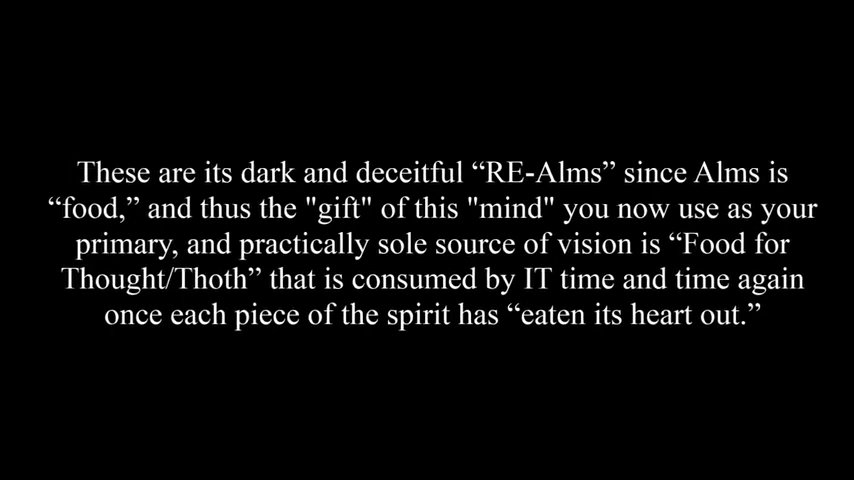 These are its dark and deceitful “RE-Alms” since Alms is
“food,” and thus the "gift" of this "mind" you now use as your
primary, and practically sole source of vision is “Food for
Thought/Thoth” that is consumed by IT time and time again
once each piece of the spirit has “eaten its heart out.”